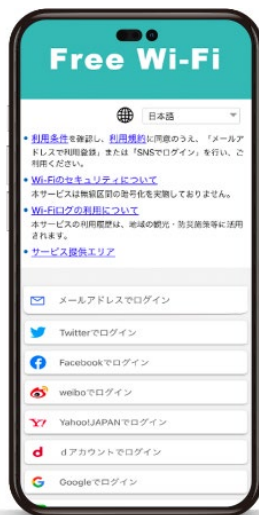 Free Wi-Fi
日本語
• 利用条件を確認し、利用規約に同意のうえ、「メールア
ドレスで利用登録」または「SNSでログイン」を行い、ご
利用ください。
• Wi-Fiのセキュリティについて
本サービスは無線区間の暗号化を実施しておりません。
• Wi-Fiログの利用について
本サービスの利用履歴は、地域の観光・防災施策等に活用
されます。
• サービス提供エリア
メールアドレスでログイン
Twitterでログイン
Facebookでログイン
weiboでログイン
Y! Yahoo!JAPANでログイン
d dアカウントでログイン
G Googleでログイン